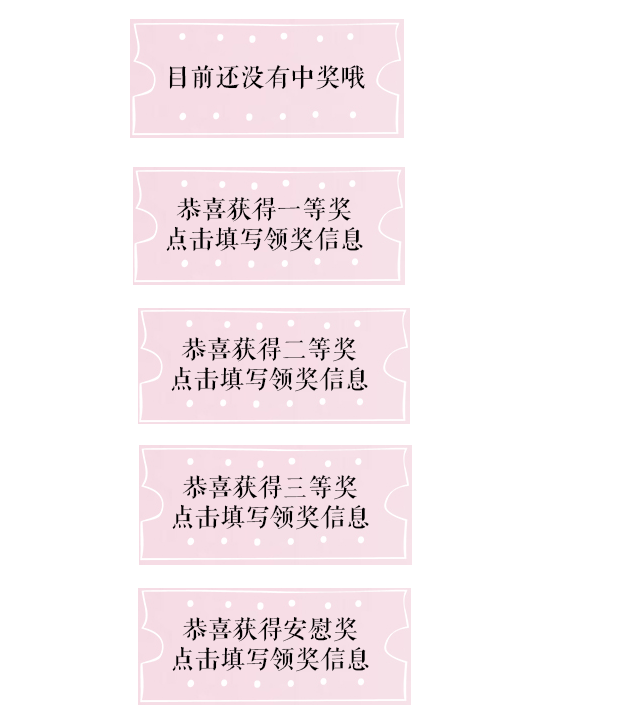 目前还没有中奖哦
恭喜获得一等奖
点击填写领奖信息
恭喜获得二等奖
点击填写领奖信息
恭喜获得三等奖
点击填写领奖信息
恭喜获得安慰奖
点击填写领奖信息